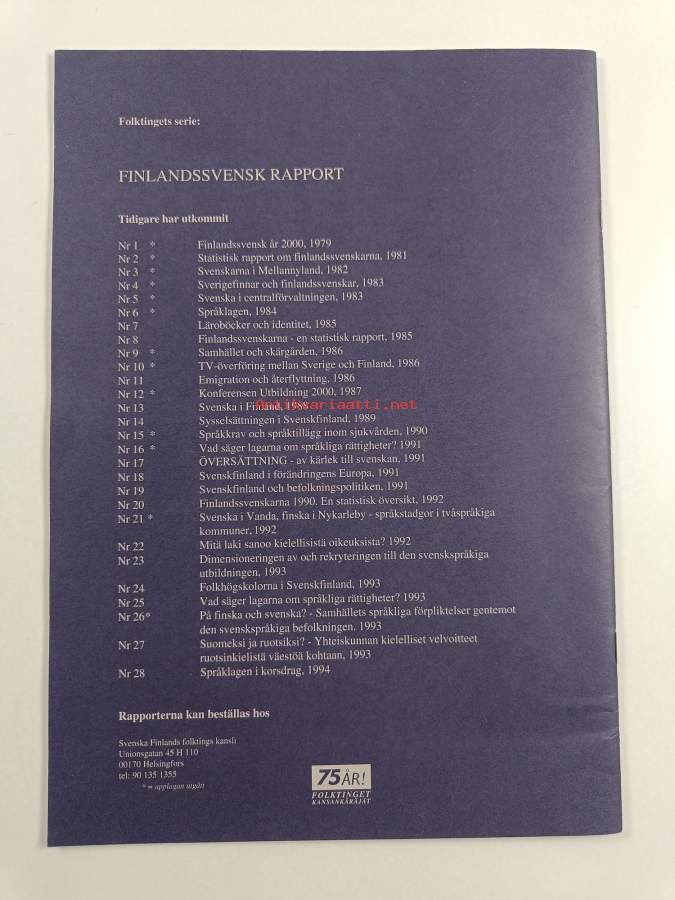 Folktingets serie:
FINLANDSSVENSK RAPPORT
Tidigare har utkommit
Nr 1 * Finlandssvensk år 2000, 1979
Nr 2 * Statistisk rapport om finlandssvenskarna, 1981
Nr 3 * Svenskarna i Mellannyland, 1982
Nr 4 * Sverigefinnar och finlandssvenskar, 1983
Nr 5 * Svenska i centralförvaltningen, 1983
Nr 6 * Språklagen, 1984
Nr 7 Läroböcker och identitet, 1985
Nr 8 Finlandssvenskarna - en statistisk rapport, 1985
Nr 9 * Samhället och skärgården, 1986
Nr 10 * TV-överföring mellan Sverige och Finland, 1986
Nr 11 Emigration och återflyttning, 1986
Nr 12 * Konferensen Utbildning 2000, 1987
Nr 13 Svenska i Finland, 1988
Antikvariaatti.net
Nr 14 Sysselsättningen i Svenskfinland, 1989
Nr 15 * Språkkrav och språktillägg inom sjukvården, 1990
Nr 16 * Vad säger lagarna om språkliga rättigheter? 1991
Nr 17 ÖVERSÄTTNING - av kärlek till svenskan, 1991
Nr 18 Svenskfinland i förändringens Europa, 1991
Nr 19 Svenskfinland och befolkningspolitiken, 1991
Nr 20 Finlandssvenskarna 1990. En statistisk översikt, 1992
Nr 21 * Svenska i Vanda, finska i Nykarleby - språkstadgor i tvåspråkiga
kommuner, 1992
Nr 22 Mitä laki sanoo kielellisistä oikeuksista? 1992
Nr 23 Dimensioneringen av och rekryteringen till den svenskspråkiga
utbildningen, 1993
Nr 24 Folkhögskolorna i Svenskfinland, 1993
Nr 25 Vad säger lagarna om språkliga rättigheter? 1993
Nr 26* På finska och svenska? - Samhällets språkliga förpliktelser gentemot
den svenskspråkiga befolkningen. 1993
Nr 27 Suomeksi ja ruotsiksi? - Yhteiskunnan kielelliset velvoitteet
ruotsinkielistä väestöä kohtaan, 1993
Nr 28 Språklagen i korsdrag, 1994
Rapporterna kan beställas hos
Svenska Finlands folktings kansli
Unionsgatan 45 H 110
00170 Helsingfors
tel: 90 135 1355
* = upplagan utgått
75 ÅR!
FOLKTINGET
KANSANKÄRÄJÄT